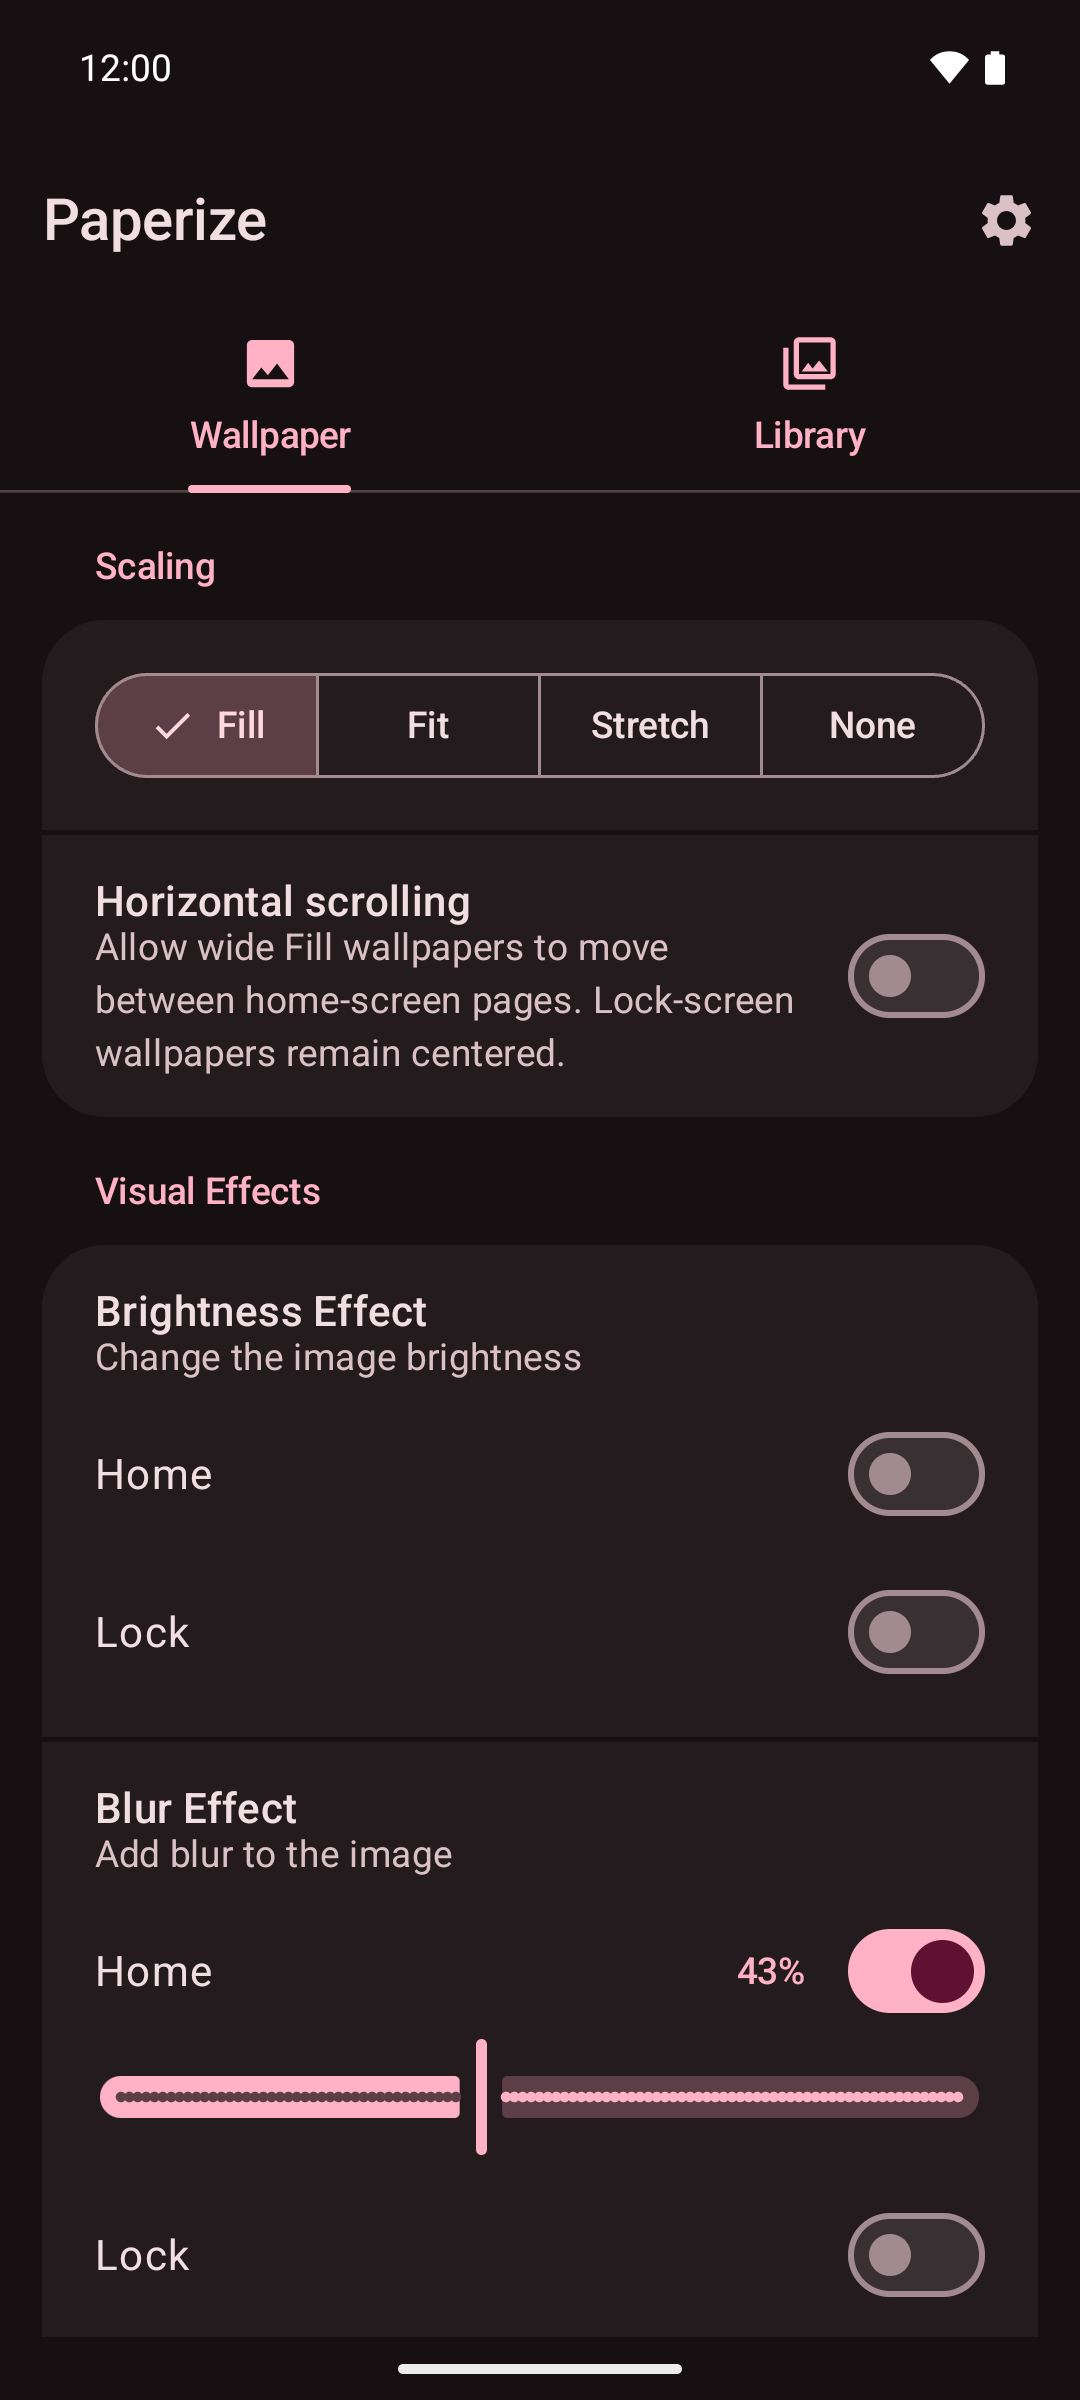 12:00
Paperize
Wallpaper
Library
Scaling
Fill
Fit
Stretch
None
Horizontal scrolling
Allow wide Fill wallpapers to move
between home-screen pages. Lock-screen
wallpapers remain centered.
Visual Effects
Brightness Effect
Change the image brightness
Home
Lock
Blur Effect
Add blur to the image
Home
43%
Lock